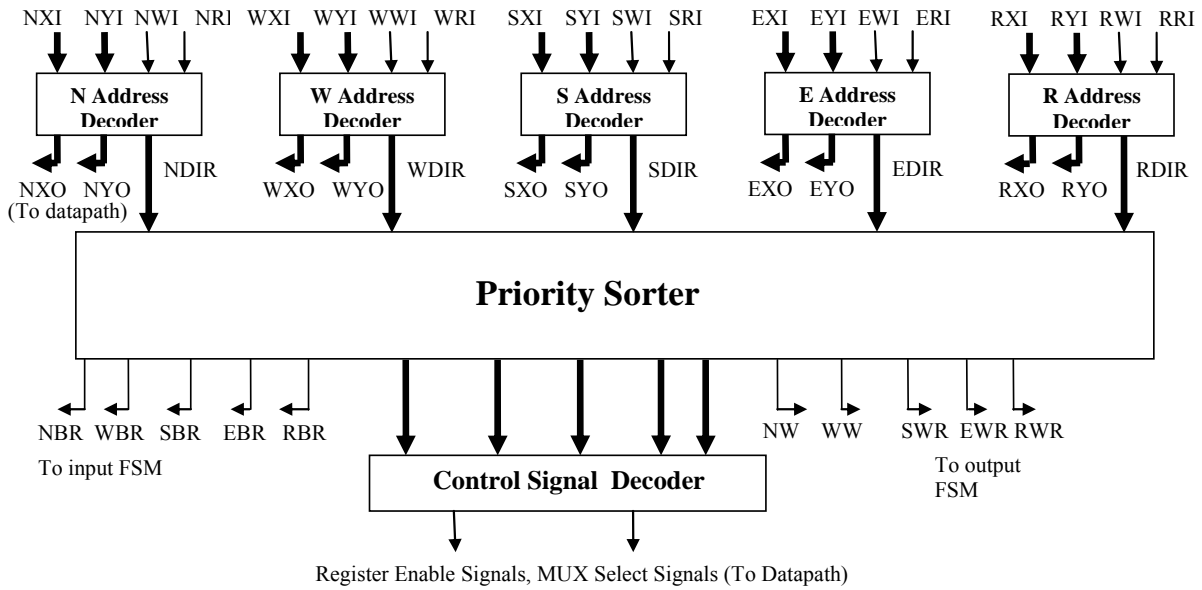 NXI NYI NWI NRI WXI WYI WWI WRI SXI SYI SWI SRI EXI EYI EWI ERI RXI RYI RWI RRI
N Address Decoder
W Address Decoder
S Address Decoder
E Address Decoder
R Address Decoder
NXO NYO NDIR WXO WYO WDIR SXO SYO SDIR EXO EYO EDIR RXO RYO RDIR
(To datapath)
Priority Sorter
NBR WBR SBR EBR RBR NW WW SWR EWR RWR
To input FSM
To output
FSM
Control Signal Decoder
Register Enable Signals, MUX Select Signals (To Datapath)